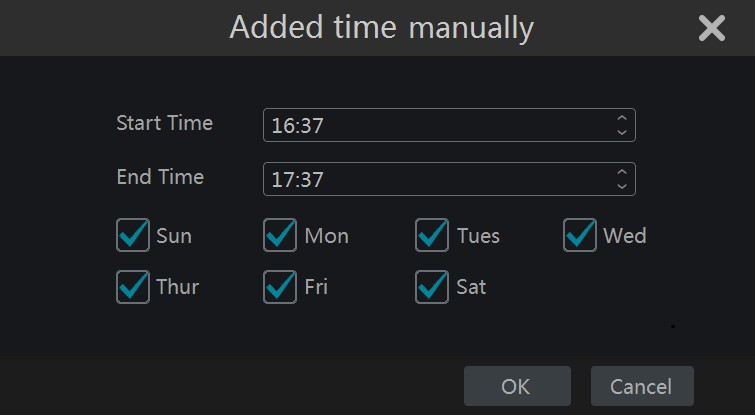 Added time manually
Start Time 16:37
End Time 17:37
Sun Mon Tues Wed
Thur Fri Sat
OK Cancel